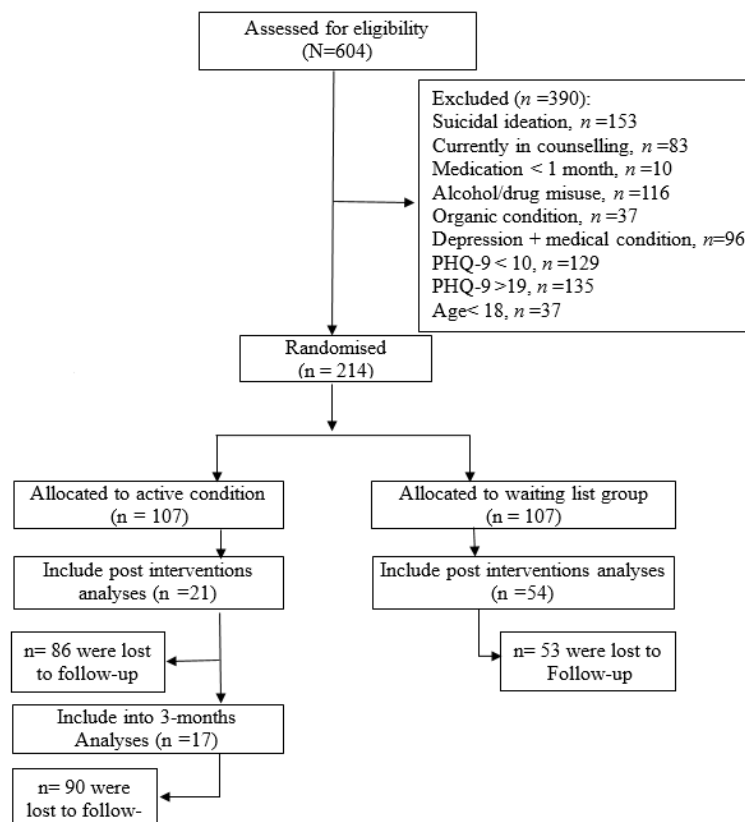 Assessed for eligibility
(N=604)
Excluded (n =390):
Suicidal ideation, n =153
Currently in counselling, n =83
Medication < 1 month, n =10
Alcohol/drug misuse, n =116
Organic condition, n =37
Depression + medical condition, n=96
PHQ-9 < 10, n =129
PHQ-9 >19, n =135
Age< 18, n =37
Randomised
(n = 214)
Allocated to active condition
(n = 107)
Allocated to waiting list group
(n = 107)
Include post interventions
analyses (n =21)
Include post interventions analyses
(n =54)
n= 86 were lost
to follow-up
n= 53 were lost to
Follow-up
Include into 3-months
Analyses (n =17)
n= 90 were
lost to follow-